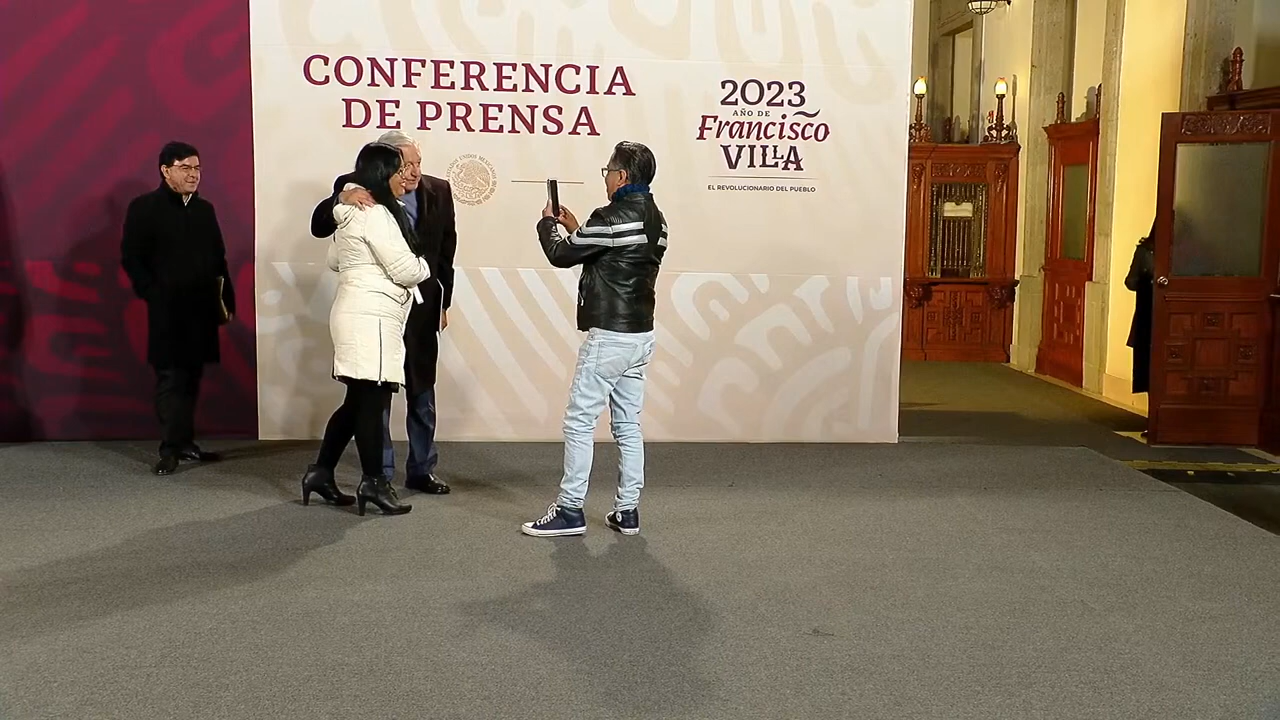 CONFERENCIA
DE PRENSA
2023
AÑO DE
Francisco
VILLA
EL REVOLUCIONARIO DEL PUEBLO